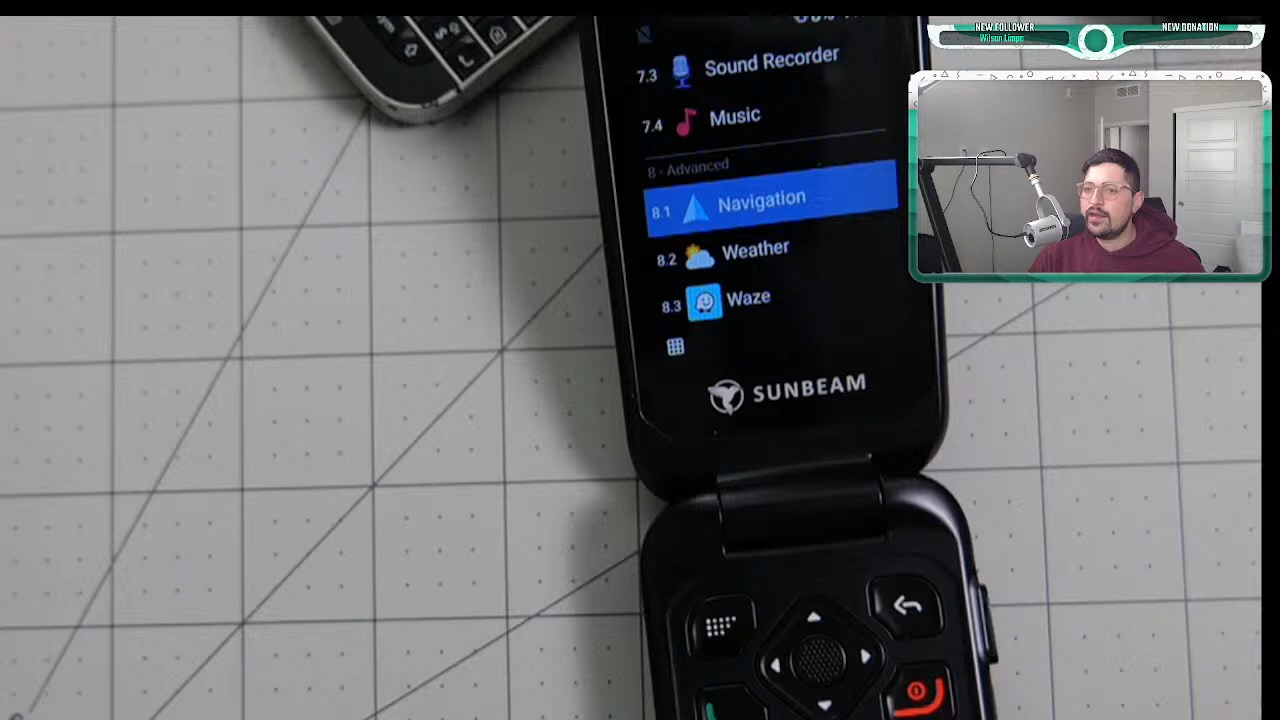 NEW FOLLOWER
NEW DONATION
Wilson Limpo
7.3 Sound Recorder
7.4 Music
8 - Advanced
8.1 Navigation
8.2 Weather
8.3 Waze
SUNBEAM